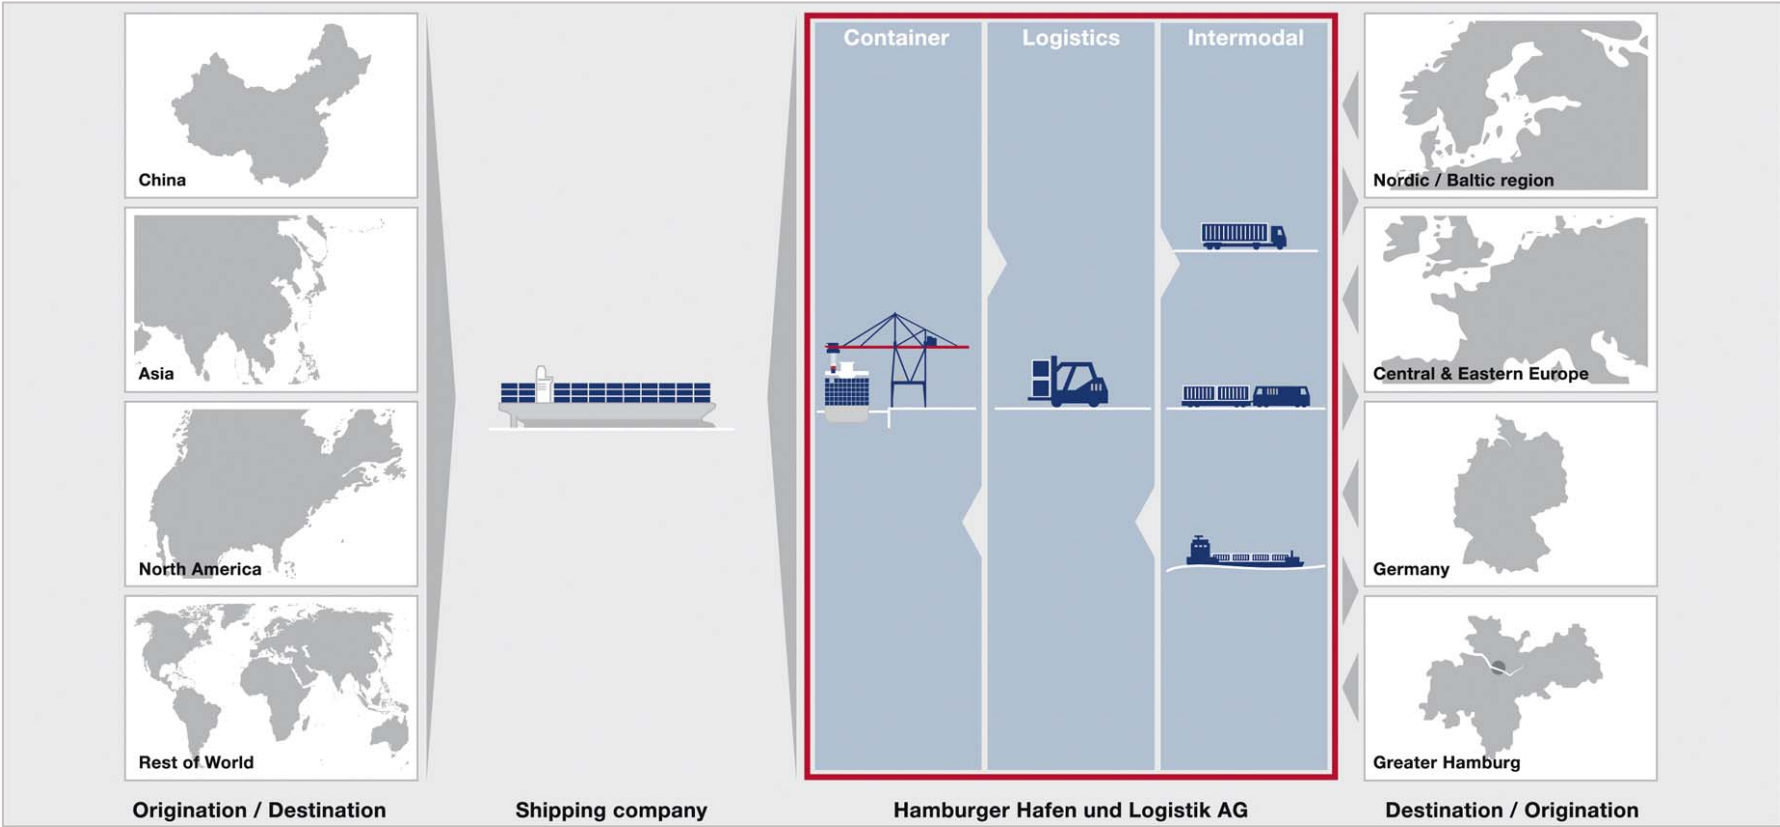 Container
Logistics
Intermodal
China
Asia
North America
Rest of World
Nordic / Baltic region
Central & Eastern Europe
Germany
Greater Hamburg
Origination / Destination
Shipping company
Hamburger Hafen und Logistik AG
Destination / Origination